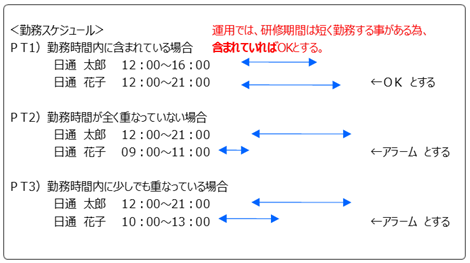 ＜勤務スケジュール＞
運用では、研修期間は短く勤務する事がある為、
含まれていればOKとする。
ＰＴ１）勤務時間内に含まれている場合
日通　太郎　１２：００～１６：００
日通　花子　１２：００～２１：００　←ＯＫ とする
ＰＴ２）勤務時間が全く重なっていない場合
日通　太郎　１２：００～２１：００
日通　花子　０９：００～１１：００　←アラーム とする
ＰＴ３）勤務時間内に少しでも重なっている場合
日通　太郎　１２：００～２１：００
日通　花子　１０：００～１３：００　←アラーム とする